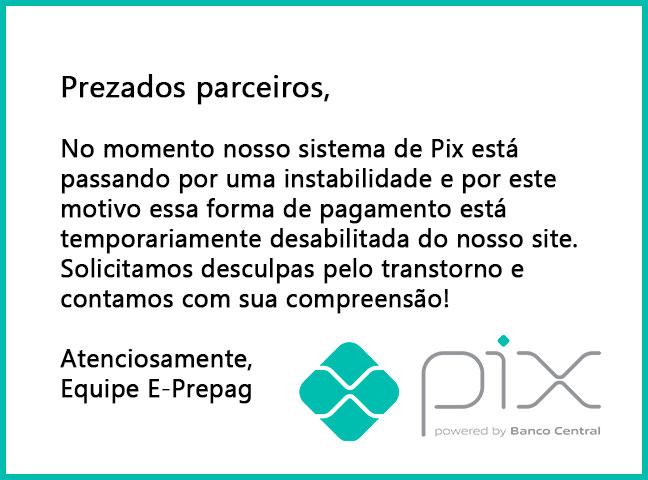 Prezados parceiros,
No momento nosso sistema de Pix está
passando por uma instabilidade e por este
motivo essa forma de pagamento está
temporariamente desabilitada do nosso site.
Solicitamos desculpas pelo transtorno e
contamos com sua compreensão!
Atenciosamente,
Equipe E-Prepag
pix
powered by Banco Central